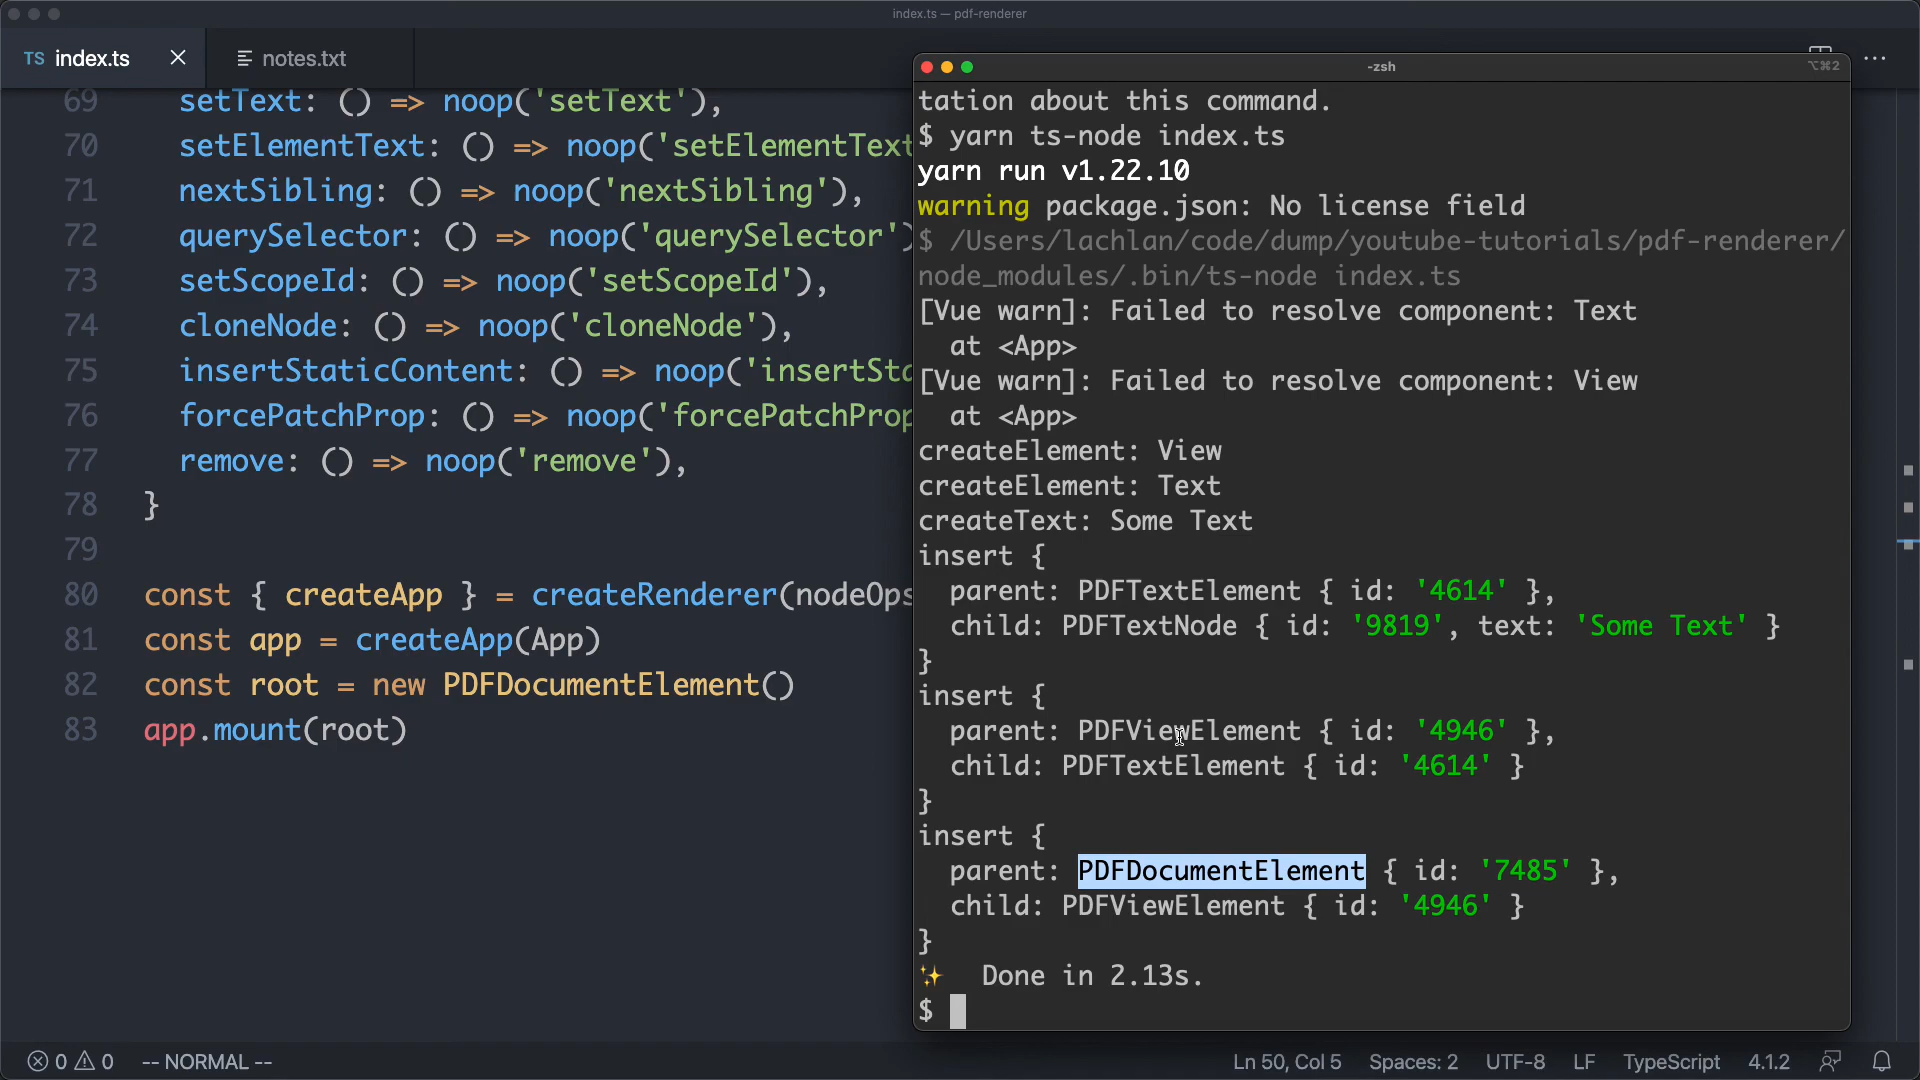 index.ts — pdf-renderer
TS index.ts
notes.txt
69 setText: () => noop('setText'),
70 setElementText: () => noop('setElementText
71 nextSibling: () => noop('nextSibling'),
72 querySelector: () => noop('querySelector')
73 setScopeId: () => noop('setScopeId'),
74 cloneNode: () => noop('cloneNode'),
75 insertStaticContent: () => noop('insertSta
76 forcePatchProp: () => noop('forcePatchProp
77 remove: () => noop('remove'),
78 }
79
80 const { createApp } = createRenderer(nodeOps
81 const app = createApp(App)
82 const root = new PDFDocumentElement()
83 app.mount(root)
-zsh
⌥⌘2
tation about this command.
$ yarn ts-node index.ts
yarn run v1.22.10
warning package.json: No license field
$ /Users/lachlan/code/dump/youtube-tutorials/pdf-renderer/
node_modules/.bin/ts-node index.ts
[Vue warn]: Failed to resolve component: Text
at <App>
[Vue warn]: Failed to resolve component: View
at <App>
createElement: View
createElement: Text
createText: Some Text
insert {
parent: PDFTextElement { id: '4614' },
child: PDFTextNode { id: '9819', text: 'Some Text' }
}
insert {
parent: PDFViewElement { id: '4946' },
child: PDFTextElement { id: '4614' }
}
insert {
parent: PDFDocumentElement { id: '7485' },
child: PDFViewElement { id: '4946' }
}
✨ Done in 2.13s.
$
0 0 -- NORMAL -- Ln 50, Col 5 Spaces: 2 UTF-8 LF TypeScript 4.1.2